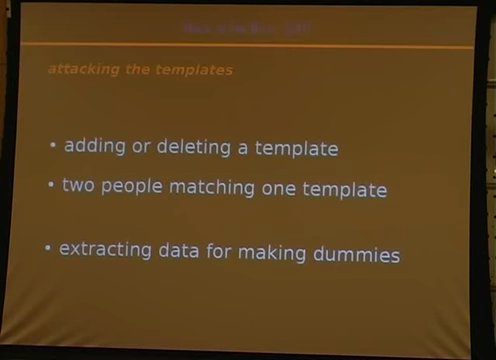 attacking the templates
• adding or deleting a template
• two people matching one template
• extracting data for making dummies